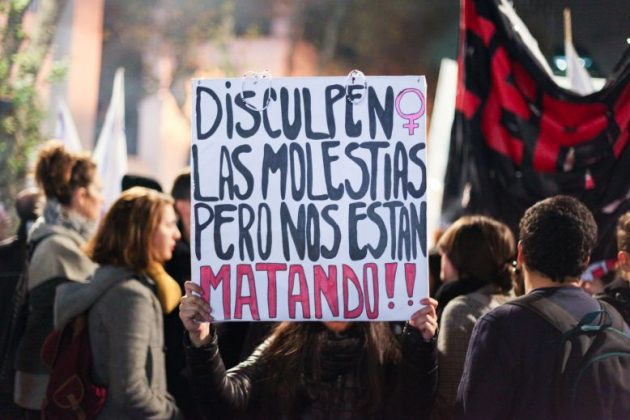 DISCULPEN
LAS MOLESTIAS
PERO NOS ESTAN
MATANDO!!